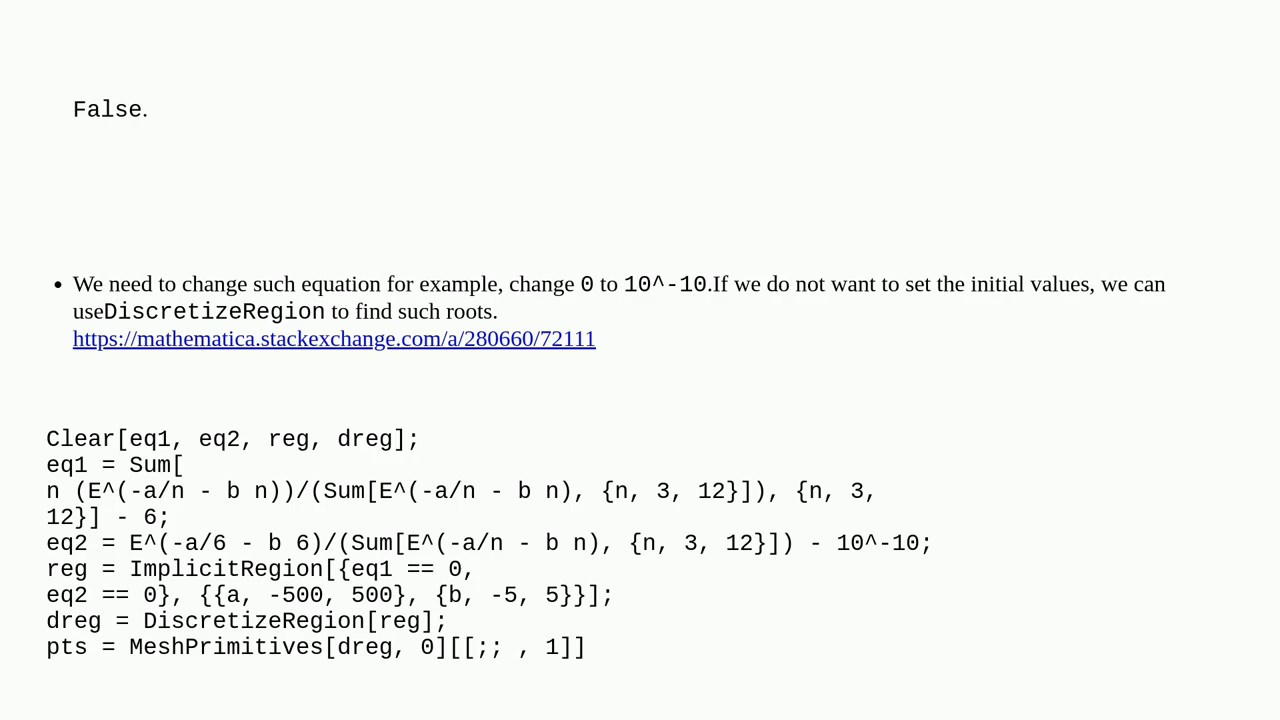 False.
• We need to change such equation for example, change 0 to 10^-10.If we do not want to set the initial values, we can
useDiscretizeRegion to find such roots.
https://mathematica.stackexchange.com/a/280660/72111
Clear[eq1, eq2, reg, dreg];
eq1 = Sum[
n (E^(-a/n - b n))/(Sum[E^(-a/n - b n), {n, 3, 12}]), {n, 3,
12}] - 6;
eq2 = E^(-a/6 - b 6)/(Sum[E^(-a/n - b n), {n, 3, 12}]) - 10^-10;
reg = ImplicitRegion[{eq1 == 0,
eq2 == 0}, {{a, -500, 500}, {b, -5, 5}}];
dreg = DiscretizeRegion[reg];
pts = MeshPrimitives[dreg, 0][[;; , 1]]